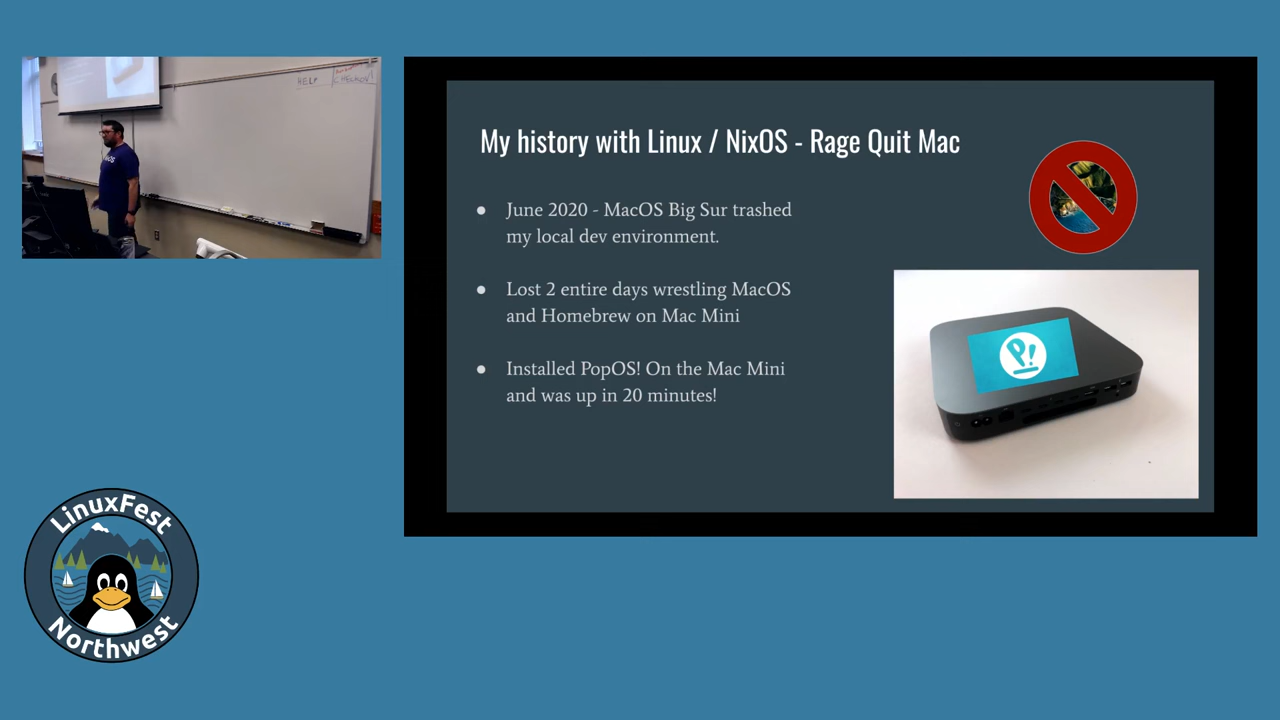 HELP
My history with Linux / NixOS - Rage Quit Mac
● June 2020 - MacOS Big Sur trashed
my local dev environment.
● Lost 2 entire days wrestling MacOS
and Homebrew on Mac Mini
● Installed PopOS! On the Mac Mini
and was up in 20 minutes!
P!
LinuxFest
Northwest